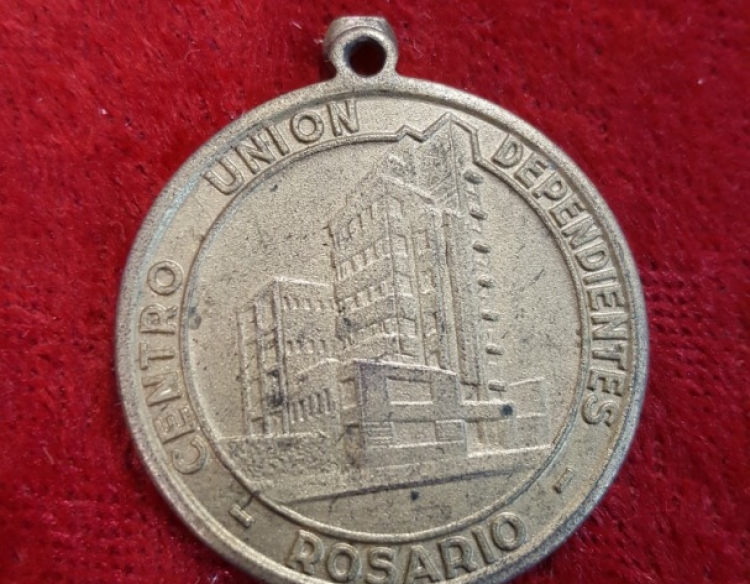 CENTRO UNION DEPENDIENTES
- ROSARIO -